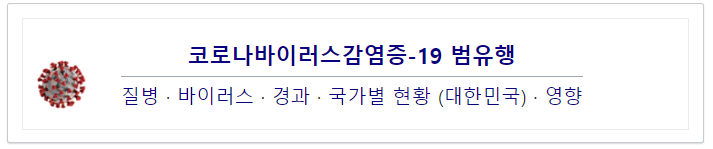 코로나바이러스감염증-19 범유행
질병 · 바이러스 · 경과 · 국가별 현황 (대한민국) · 영향